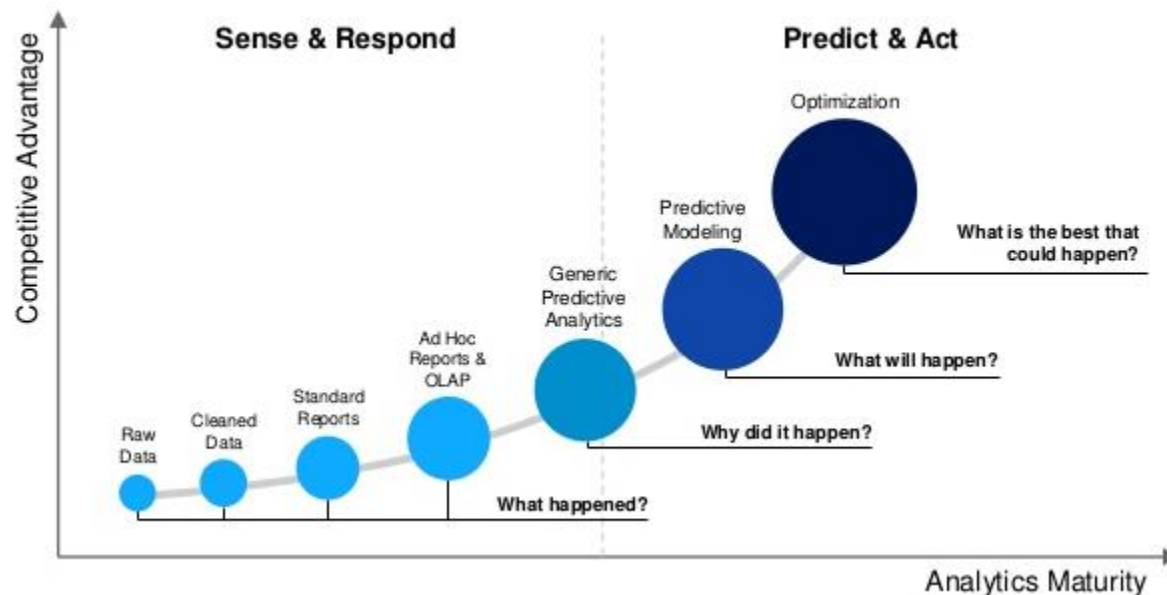 Sense & Respond
Predict & Act
Competitive Advantage
Optimization
Predictive
Modeling
What is the best that
could happen?
Generic
Predictive
Analytics
Ad Hoc
Reports &
OLAP
What will happen?
Standard
Reports
Cleaned
Data
Raw
Data
Why did it happen?
What happened?
Analytics Maturity